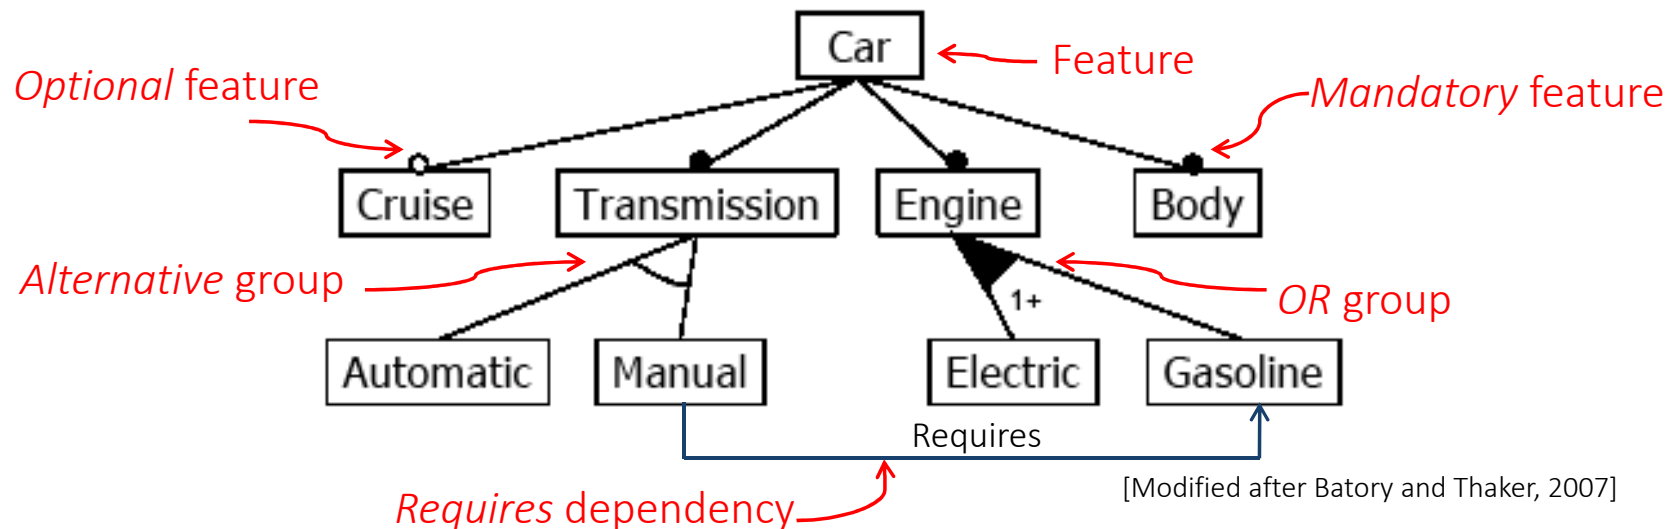 Car
Feature
Optional feature
Mandatory feature
Cruise
Transmission
Engine
Body
Alternative group
1+
OR group
Automatic
Manual
Electric
Gasoline
Requires
[Modified after Batory and Thaker, 2007]
Requires dependency